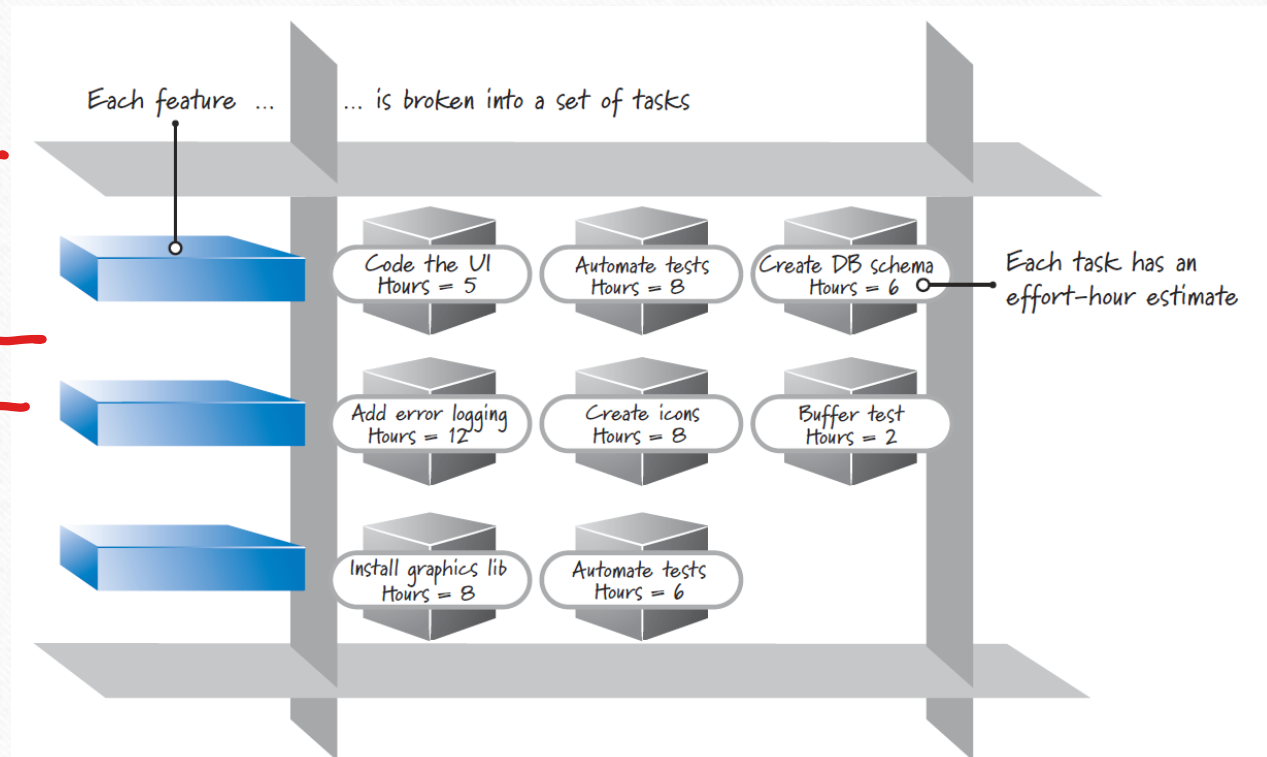 Each feature ...
... is broken into a set of tasks
Code the UI
Hours = 5
Automate tests
Hours = 8
Create DB schema
Hours = 6
Each task has an
effort-hour estimate
Add error logging
Hours = 12
Create icons
Hours = 8
Buffer test
Hours = 2
Install graphics lib
Hours = 8
Automate tests
Hours = 6